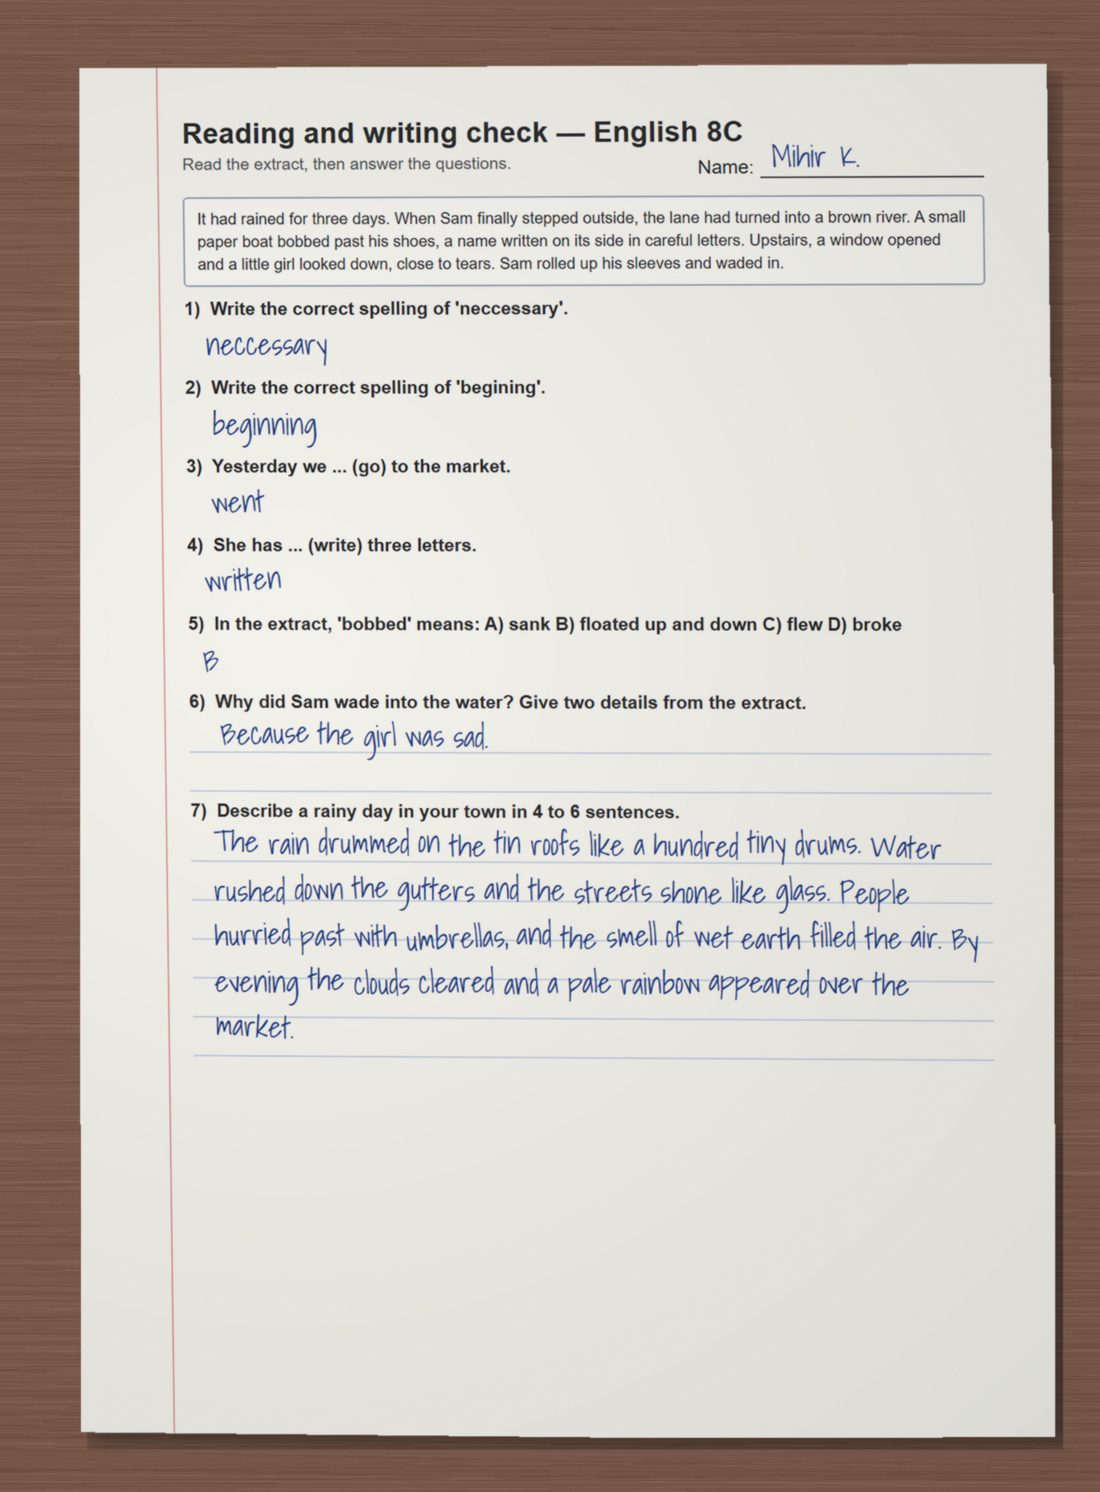 Reading and writing check — English 8C
Read the extract, then answer the questions.
Name: Mihir K.
It had rained for three days. When Sam finally stepped outside, the lane had turned into a brown river. A small
paper boat bobbed past his shoes, a name written on its side in careful letters. Upstairs, a window opened
and a little girl looked down, close to tears. Sam rolled up his sleeves and waded in.
1) Write the correct spelling of 'neccessary'.
neccessary
2) Write the correct spelling of 'begining'.
beginning
3) Yesterday we ... (go) to the market.
went
4) She has ... (write) three letters.
written
5) In the extract, 'bobbed' means: A) sank B) floated up and down C) flew D) broke
B
6) Why did Sam wade into the water? Give two details from the extract.
Because the girl was sad.
7) Describe a rainy day in your town in 4 to 6 sentences.
The rain drummed on the tin roofs like a hundred tiny drums. Water
rushed down the gutters and the streets shone like glass. People
hurried past with umbrellas, and the smell of wet earth filled the air. By
evening the clouds cleared and a pale rainbow appeared over the
market.